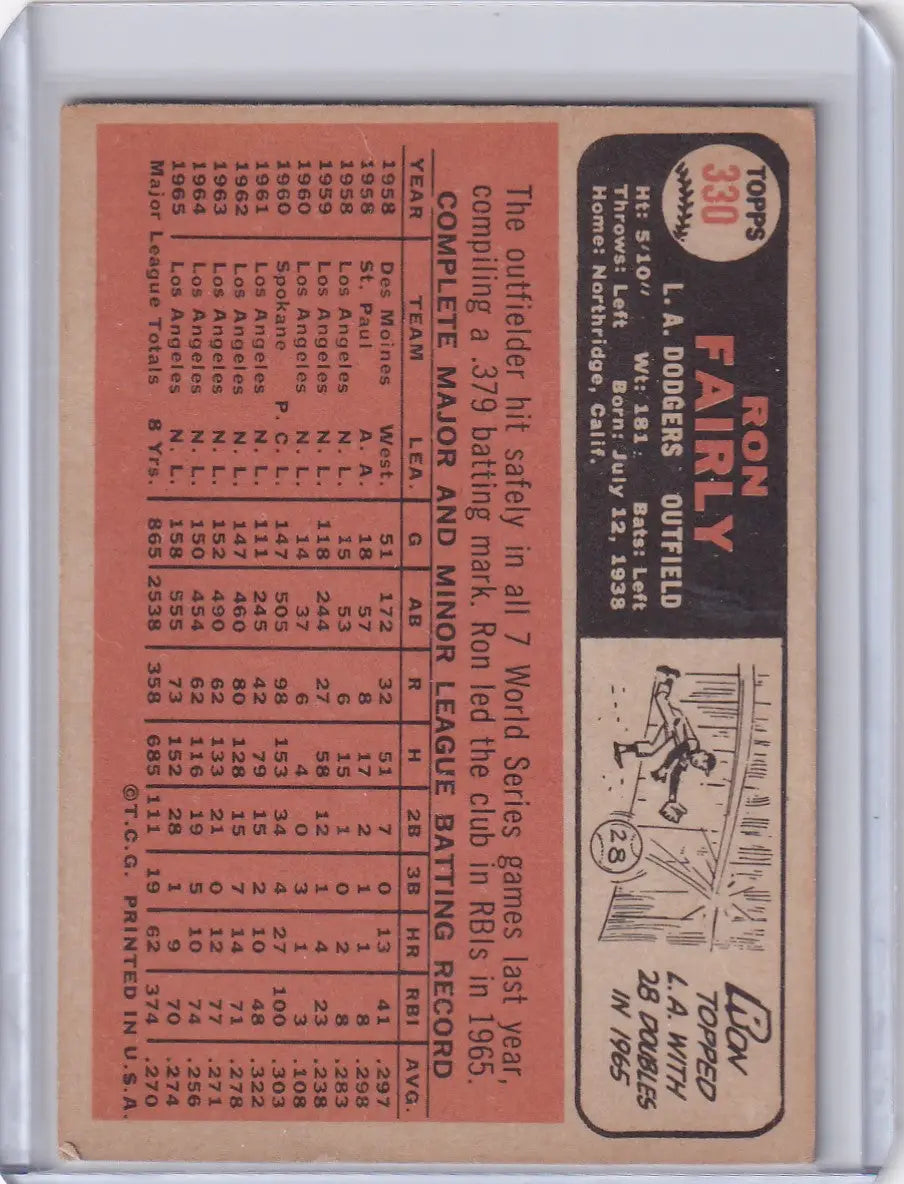 TOPPS
330
RON
FAIRLY
L. A. DODGERS OUTFIELD
Ht: 5'10" Wt: 181 Bats: Left
Throws: Left Born: July 12, 1938
Home: Northridge, Calif.
28
RON
TOPPED
L.A. WITH
28 DOUBLES
IN 1965
The outfielder hit safely in all 7 World Series games last year,
compiling a .379 batting mark. Ron led the club in RBIs in 1965.
COMPLETE MAJOR AND MINOR LEAGUE BATTING RECORD
YEAR TEAM LEA. G AB R H 2B 3B HR RBI AVG.
1958 Des Moines West. 51 172 32 51 7 0 13 41 .297
1958 St. Paul A. A. 18 57 8 17 2 1 1 8 .298
1958 Los Angeles N. L. 15 53 6 15 1 0 2 8 .283
1959 Los Angeles N. L. 118 244 27 58 12 1 4 23 .238
1960 Los Angeles N. L. 14 37 6 4 0 3 1 3 .108
1960 Spokane P. C. L. 147 505 98 153 34 4 27 100 .303
1961 Los Angeles N. L. 111 245 42 79 15 2 10 48 .322
1962 Los Angeles N. L. 147 460 80 128 15 7 14 71 .278
1963 Los Angeles N. L. 152 490 62 133 21 0 12 77 .271
1964 Los Angeles N. L. 150 454 62 116 19 5 10 74 .256
1965 Los Angeles N. L. 158 555 73 152 28 1 9 70 .274
Major League Totals 8 Yrs. 865 2538 358 685 111 19 62 374 .270
©T.C.G. PRINTED IN U.S.A.